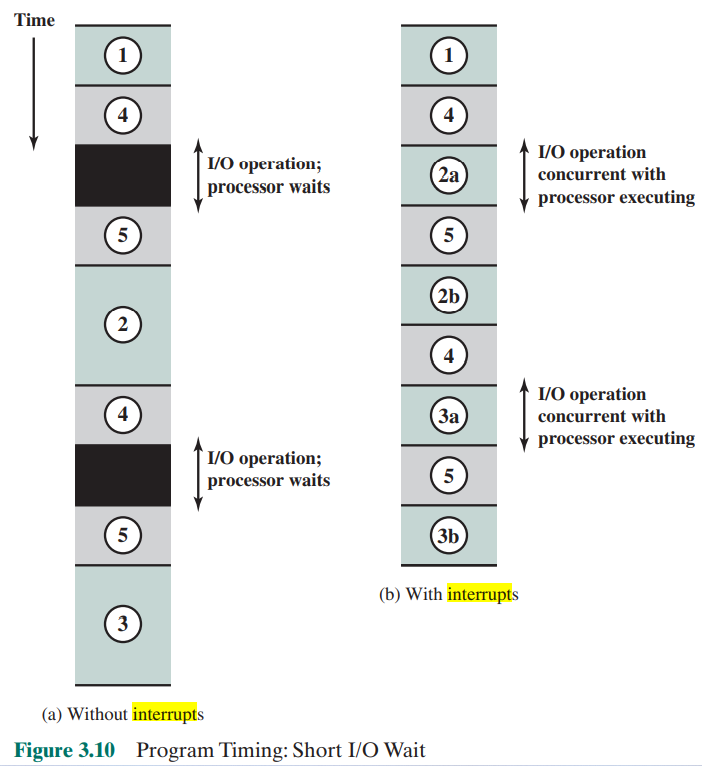 Time
1
4
I/O operation;
processor waits
5
2
4
I/O operation;
processor waits
5
3
(a) Without interrupts
1
4
2a
I/O operation
concurrent with
processor executing
5
2b
4
3a
I/O operation
concurrent with
processor executing
5
3b
(b) With interrupts
Figure 3.10 Program Timing: Short I/O Wait